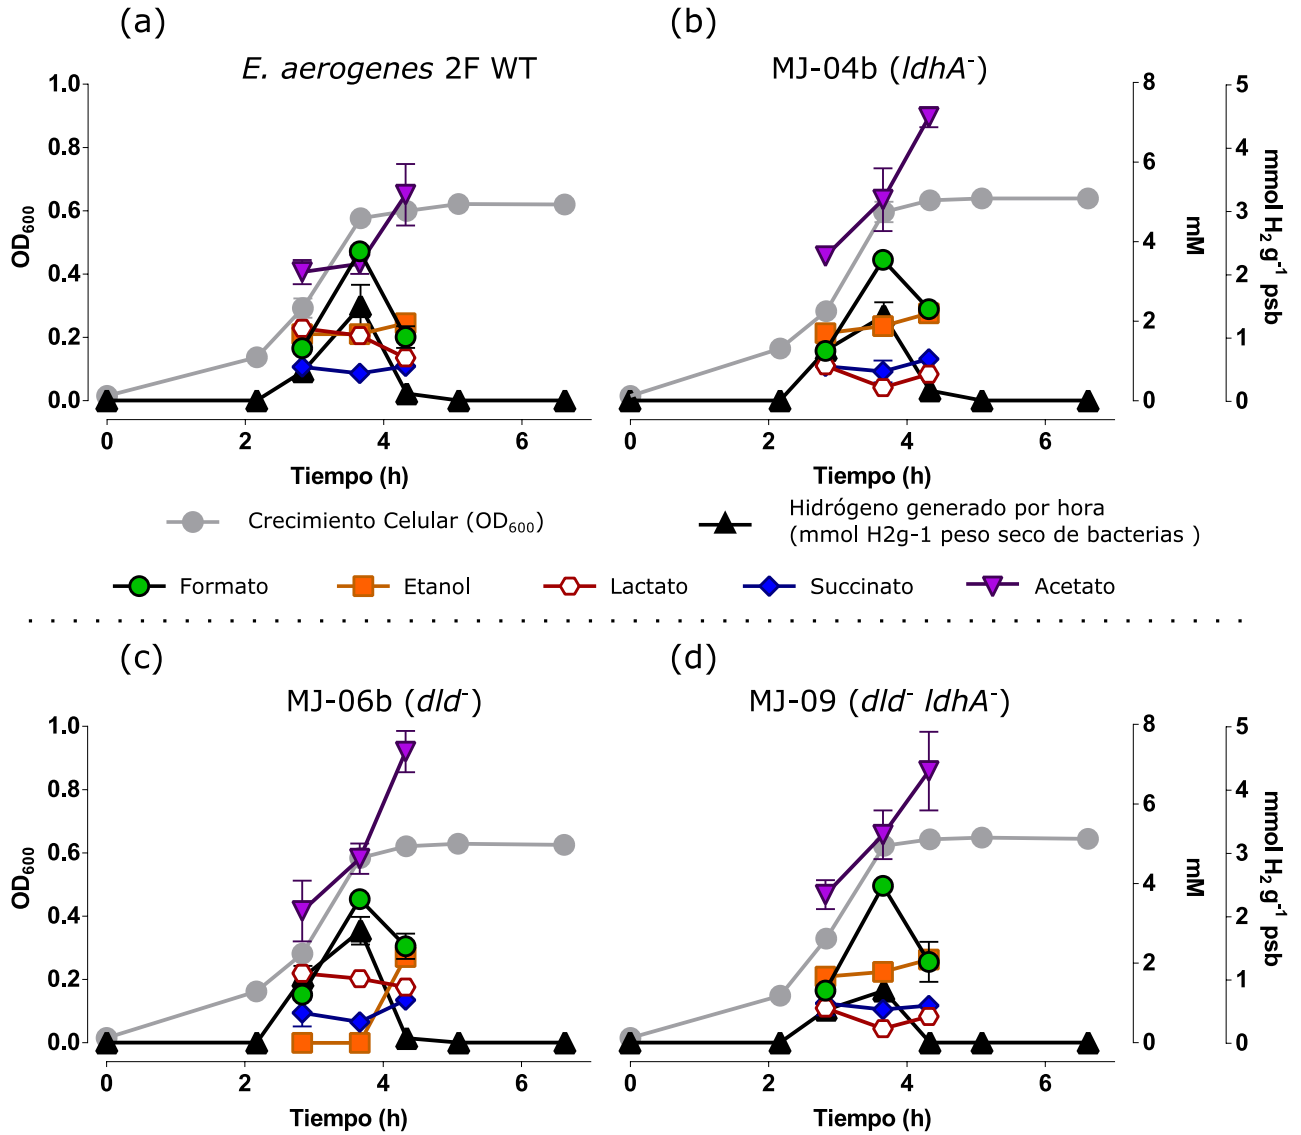 (a)
(b)
E. aerogenes 2F WT
MJ-04b (ldhA⁻)
1.0
0.8
0.6
0.4
0.2
0.0
OD₆₀₀
0 2 4 6
Tiempo (h)
0 2 4 6
Tiempo (h)
8
6
4
2
0
mM
5
4
3
2
1
0
mmol H₂ g⁻¹ psb
Crecimiento Celular (OD₆₀₀)
Hidrógeno generado por hora
(mmol H2g-1 peso seco de bacterias )
Formato Etanol Lactato Succinato Acetato
(c)
(d)
MJ-06b (dld⁻)
MJ-09 (dld⁻ ldhA⁻)
1.0
0.8
0.6
0.4
0.2
0.0
OD₆₀₀
0 2 4 6
Tiempo (h)
0 2 4 6
Tiempo (h)
8
6
4
2
0
mM
5
4
3
2
1
0
mmol H₂ g⁻¹ psb